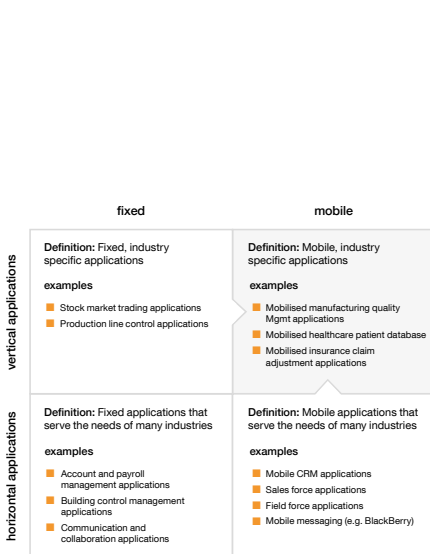 fixed
mobile
vertical applications
Definition: Fixed, industry
specific applications
examples
Stock market trading applications
Production line control applications
Definition: Mobile, industry
specific applications
examples
Mobilised manufacturing quality
Mgmt applications
Mobilised healthcare patient database
Mobilised insurance claim
adjustment applications
horizontal applications
Definition: Fixed applications that
serve the needs of many industries
examples
Account and payroll
management applications
Building control management
applications
Communication and
collaboration applications
Definition: Mobile applications that
serve the needs of many industries
examples
Mobile CRM applications
Sales force applications
Field force applications
Mobile messaging (e.g. BlackBerry)